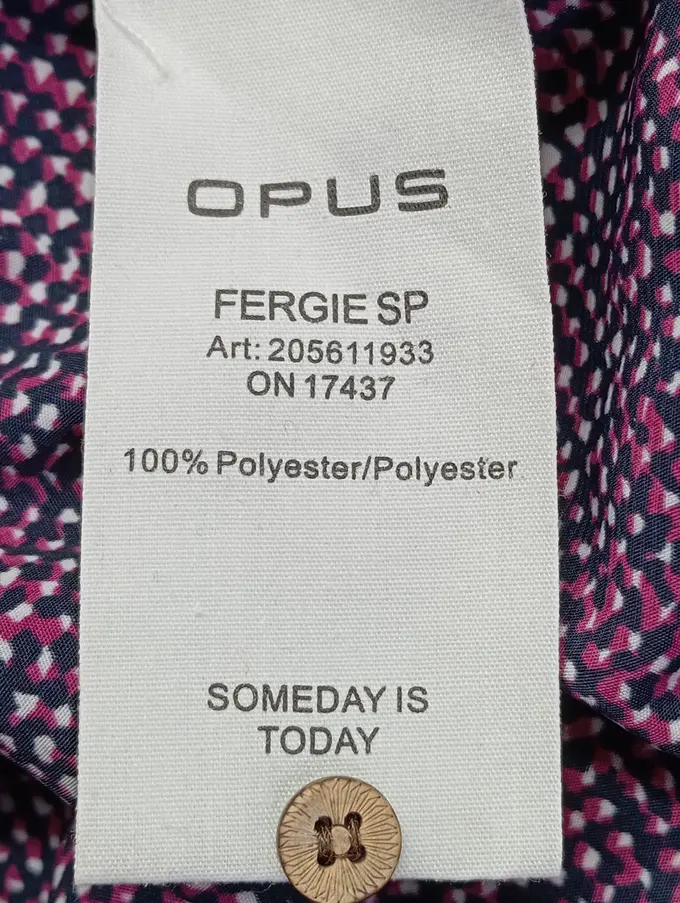 OPUS
FERGIE SP
Art: 205611933
ON 17437
100% Polyester/Polyester
SOMEDAY IS
TODAY